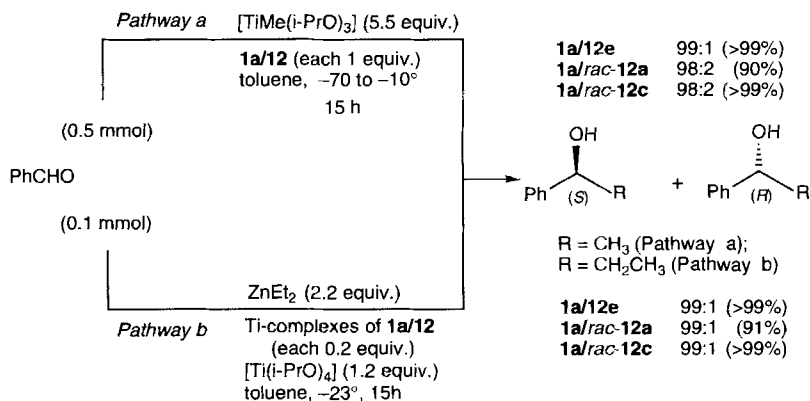 Pathway a
[TiMe(i-PrO)3] (5.5 equiv.)
1a/12 (each 1 equiv.)
toluene, −70 to −10°
15 h
(0.5 mmol)
PhCHO
(0.1 mmol)
ZnEt2 (2.2 equiv.)
Pathway b
Ti-complexes of 1a/12
(each 0.2 equiv.)
[Ti(i-PrO)4] (1.2 equiv.)
toluene, −23°, 15h
1a/12e 99:1 (>99%)
1a/rac-12a 98:2 (90%)
1a/rac-12c 98:2 (>99%)
OH
Ph (S) R
+
OH
Ph (R) R
R = CH3 (Pathway a);
R = CH2CH3 (Pathway b)
1a/12e 99:1 (>99%)
1a/rac-12a 99:1 (91%)
1a/rac-12c 99:1 (>99%)